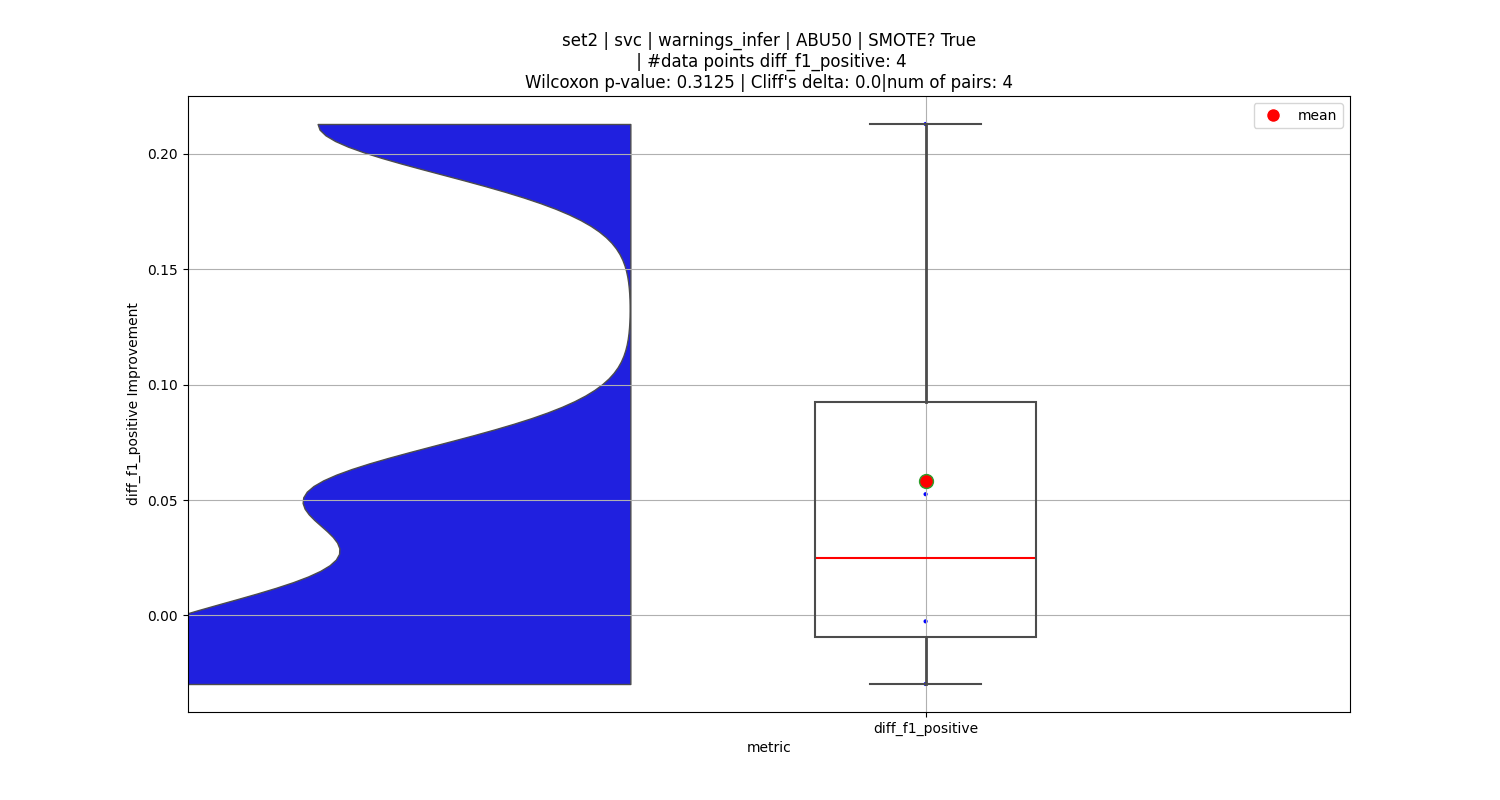 set2 | svc | warnings_infer | ABU50 | SMOTE? True
| #data points diff_f1_positive: 4
Wilcoxon p-value: 0.3125 | Cliff's delta: 0.0|num of pairs: 4
mean
0.20
0.15
0.10
0.05
0.00
diff_f1_positive Improvement
diff_f1_positive
metric